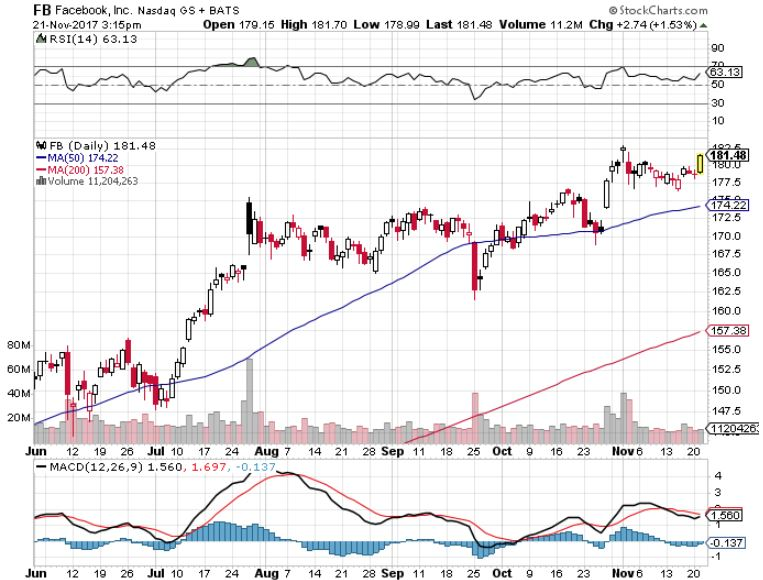 FB Facebook, Inc. Nasdaq GS + BATS © StockCharts.com
21-Nov-2017 3:15pm Open 179.15 High 181.70 Low 178.99 Last 181.48 Volume 11.2M Chg +2.74 (+1.53%)
RSI(14) 63.13
90
70
63.13
50
30
10
FB (Daily) 181.48
MA(50) 174.22
MA(200) 157.38
Volume 11,204,263
182.5
181.48
180.0
177.5
174.22
172.5
170.0
167.5
165.0
162.5
160.0
157.38
155.0
152.5
150.0
147.5
80M
60M
40M
20M
11204263
Jun 12 19 26 Jul 10 17 24 Aug 7 14 21 28 Sep 11 18 25 Oct 9 16 23 Nov 6 13 20
MACD(12,26,9) 1.560, 1.697, -0.137
4
3
2
1.560
-0.137
-1
Jun 12 19 26 Jul 10 17 24 Aug 7 14 21 28 Sep 11 18 25 Oct 9 16 23 Nov 6 13 20